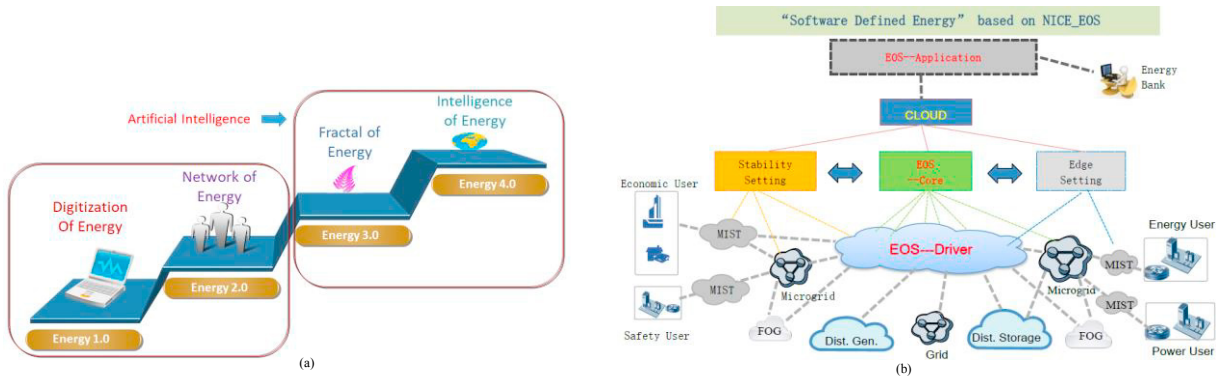 Artificial Intelligence
Intelligence
of Energy
Fractal of
Energy
Energy 4.0
Network of
Energy
Energy 3.0
Digitization
Of Energy
Energy 2.0
Energy 1.0
(a)
“Software Defined Energy” based on NICE_EOS
EOS--Application
Energy
Bank
CLOUD
Stability
Setting
EOS
--Core
Edge
Setting
Economic User
MIST
EOS---Driver
Energy User
MIST
MIST
Microgrid
Microgrid
MIST
Safety User
FOG
Dist. Gen.
Grid
Dist. Storage
FOG
Power User
(b)